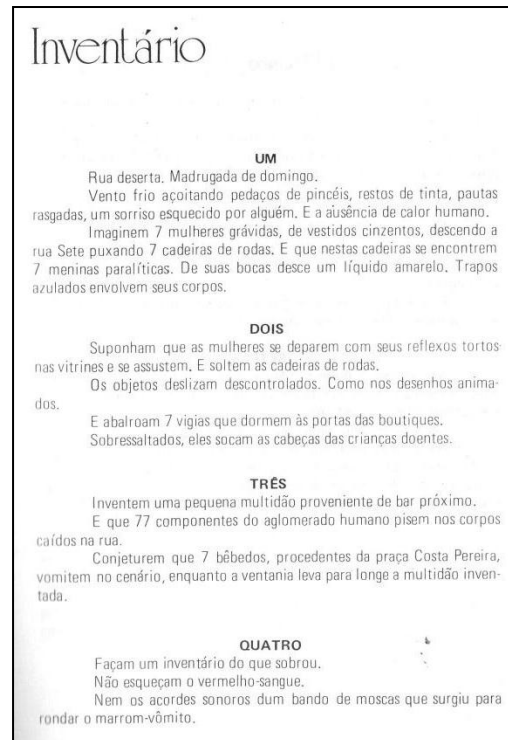 Inventário
UM
Rua deserta. Madrugada de domingo.
Vento frio açoitando pedaços de pincéis, restos de tinta, pautas
rasgadas, um sorriso esquecido por alguém. E a ausência de calor humano.
Imaginem 7 mulheres grávidas, de vestidos cinzentos, descendo a
rua Sete puxando 7 cadeiras de rodas. E que nestas cadeiras se encontrem
7 meninas paralíticas. De suas bocas desce um líquido amarelo. Trapos
azulados envolvem seus corpos.
DOIS
Suponham que as mulheres se deparem com seus reflexos tortos
nas vitrines e se assustem. E soltem as cadeiras de rodas.
Os objetos deslizam descontrolados. Como nos desenhos anima-
dos.
E abalroam 7 vigias que dormem às portas das boutiques.
Sobressaltados, eles socam as cabeças das crianças doentes.
TRÊS
Inventem uma pequena multidão proveniente de bar próximo.
E que 77 componentes do aglomerado humano pisem nos corpos
caídos na rua.
Conjeturem que 7 bêbedos, procedentes da praça Costa Pereira,
vomitem no cenário, enquanto a ventania leva para longe a multidão inven-
tada.
QUATRO
Façam um inventário do que sobrou.
Não esqueçam o vermelho-sangue.
Nem os acordes sonoros dum bando de moscas que surgiu para
rondar o marrom-vômito.